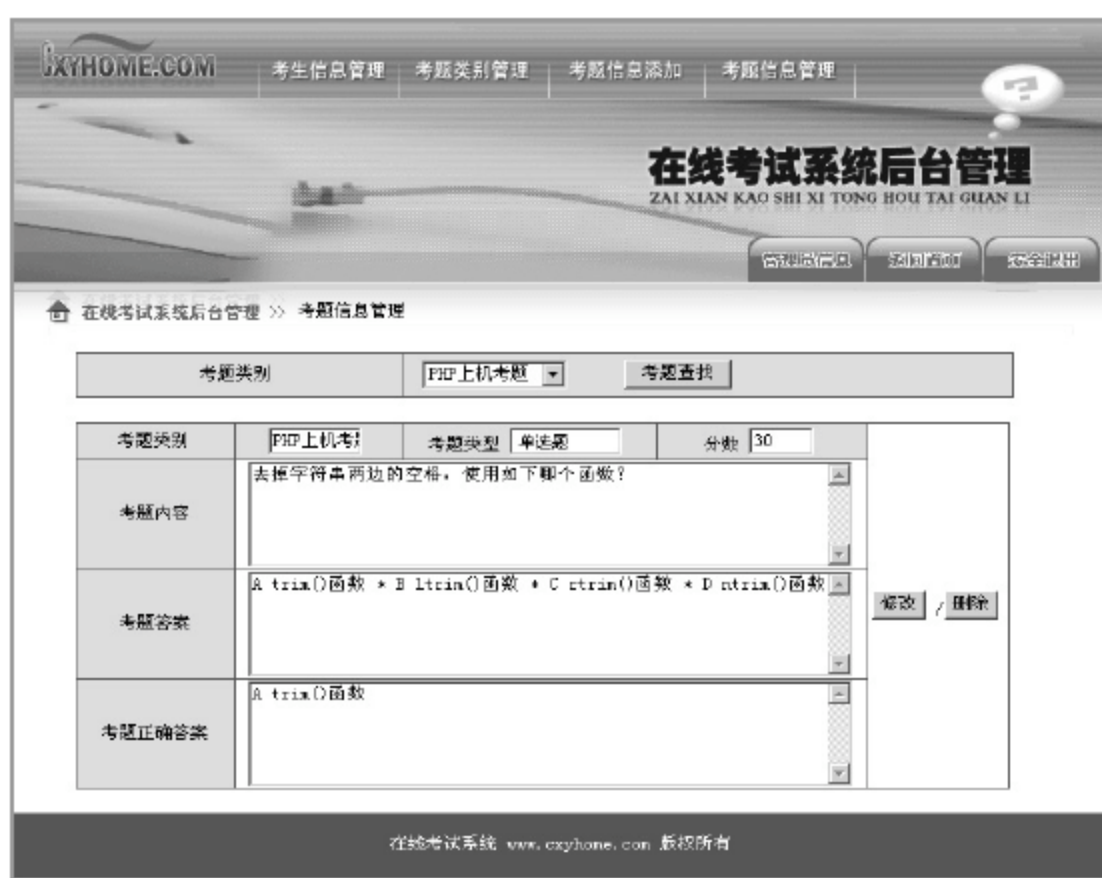 CXYHOME.COM
考生信息管理 考题类别管理 考题信息添加 考题信息管理
?
在线考试系统后台管理
ZAI XIAN KAO SHI XI TONG HOU TAI GUAN LI
管理员信息 返回首页 安全退出
在线考试系统后台管理 >> 考题信息管理
考题类别 PHP上机考题 考题查找
考题类别 PHP上机考 考题类型 单选题 分数 30
考题内容 去掉字符串两边的空格，使用如下哪个函数?
考题答案 A trim()函数 * B ltrim()函数 * C rtrim()函数 * D ntrim()函数
修改 / 删除
考题正确答案 A trim()函数
在线考试系统 www.cxyhome.com 版权所有